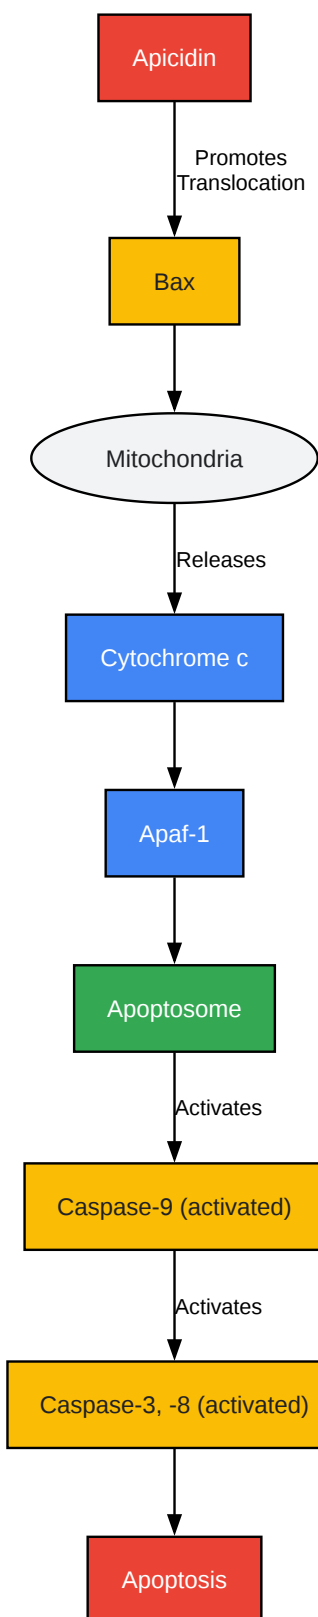 Apicidin
Promotes
Translocation
Bax
Mitochondria
Releases
Cytochrome c
Apaf-1
Apoptosome
Activates
Caspase-9 (activated)
Activates
Caspase-3, -8 (activated)
Apoptosis